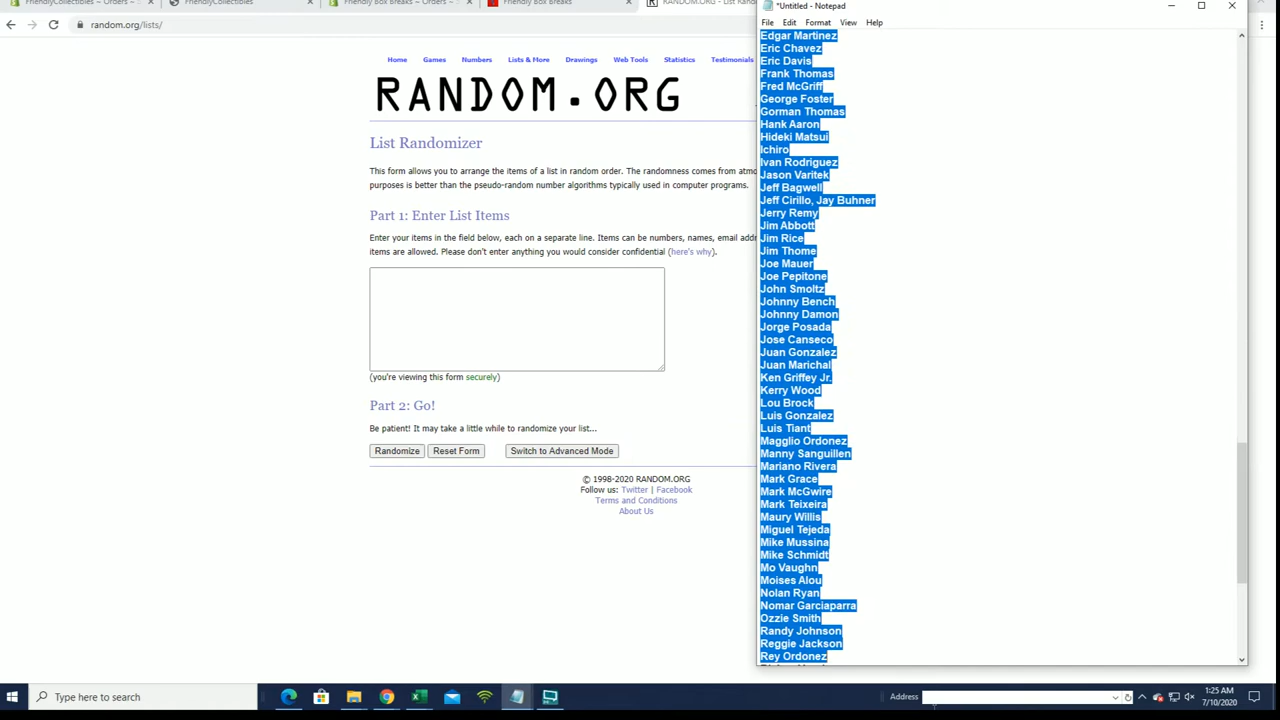 FriendlyCollectibles – Orders –
FriendlyCollectibles
Friendly Box Breaks – Orders –
Friendly Box Breaks
RANDOM.ORG - List Ran
*Untitled - Notepad
random.org/lists/
File Edit Format View Help
Home Games Numbers Lists & More Drawings Web Tools Statistics Testimonials
RANDOM.ORG
List Randomizer
This form allows you to arrange the items of a list in random order. The randomness comes from atmo
purposes is better than the pseudo-random number algorithms typically used in computer programs.
Part 1: Enter List Items
Enter your items in the field below, each on a separate line. Items can be numbers, names, email addr
items are allowed. Please don't enter anything you would consider confidential (here's why).
(you're viewing this form securely)
Part 2: Go!
Be patient! It may take a little while to randomize your list...
Randomize Reset Form Switch to Advanced Mode
© 1998-2020 RANDOM.ORG
Follow us: Twitter | Facebook
Terms and Conditions
About Us
Edgar Martinez
Eric Chavez
Eric Davis
Frank Thomas
Fred McGriff
George Foster
Gorman Thomas
Hank Aaron
Hideki Matsui
Ichiro
Ivan Rodriguez
Jason Varitek
Jeff Bagwell
Jeff Cirillo, Jay Buhner
Jerry Remy
Jim Abbott
Jim Rice
Jim Thome
Joe Mauer
Joe Pepitone
John Smoltz
Johnny Bench
Johnny Damon
Jorge Posada
Jose Canseco
Juan Gonzalez
Juan Marichal
Ken Griffey Jr.
Kerry Wood
Lou Brock
Luis Gonzalez
Luis Tiant
Magglio Ordonez
Manny Sanguillen
Mariano Rivera
Mark Grace
Mark McGwire
Mark Teixeira
Maury Willis
Miguel Tejeda
Mike Mussina
Mike Schmidt
Mo Vaughn
Moises Alou
Nolan Ryan
Nomar Garciaparra
Ozzie Smith
Randy Johnson
Reggie Jackson
Rey Ordonez
Type here to search
Address
1:25 AM
7/10/2020